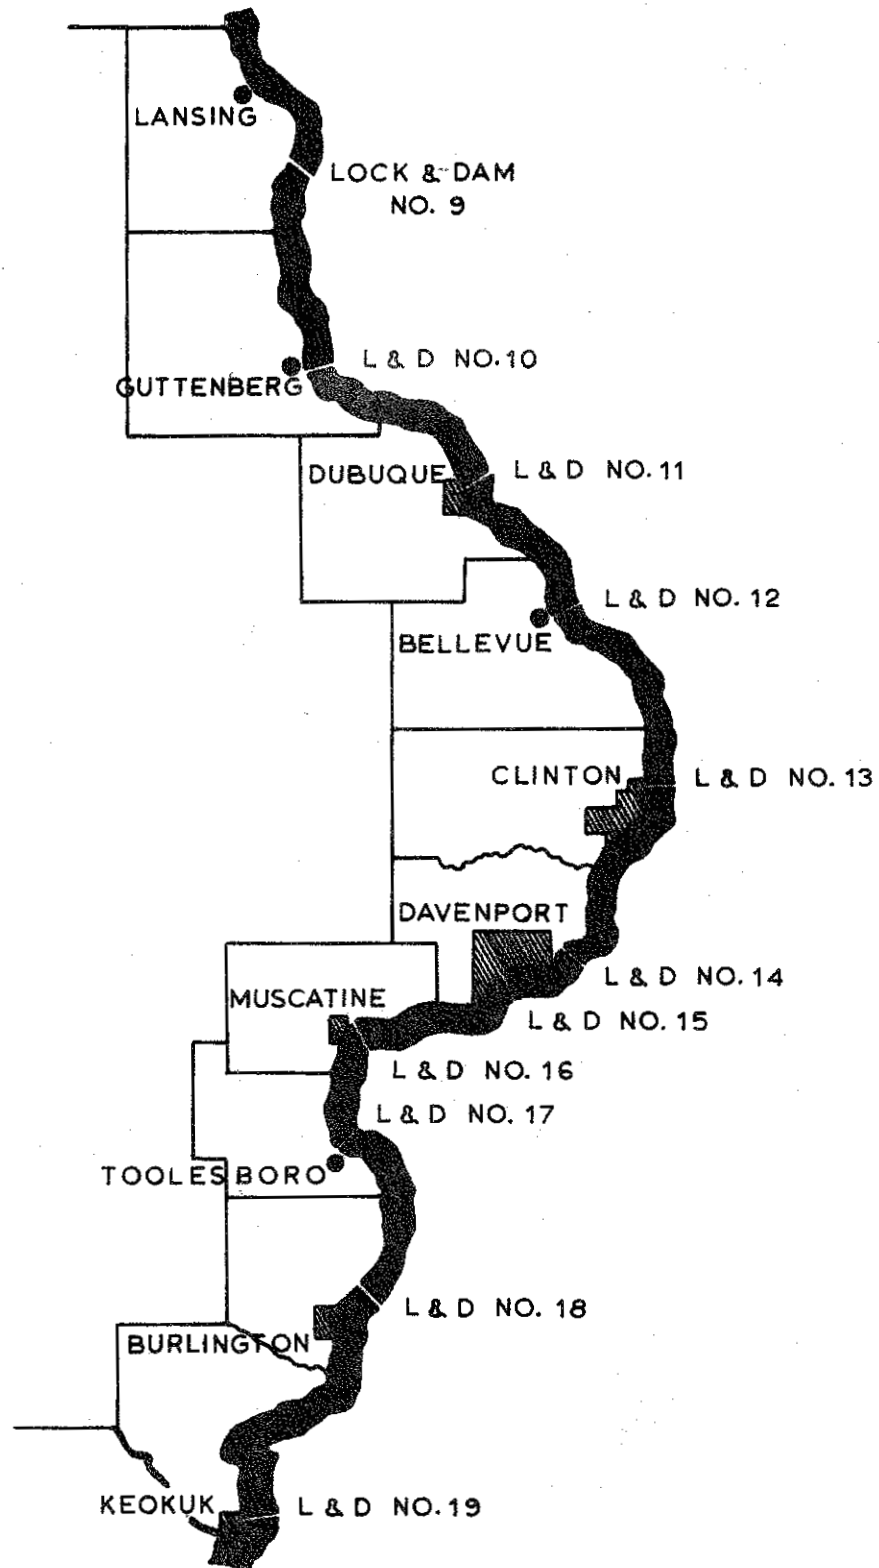 LANSING
LOCK & DAM
NO. 9
L & D NO. 10
GUTTENBERG
DUBUQUE
L & D NO. 11
L & D NO. 12
BELLEVUE
CLINTON
L & D NO. 13
DAVENPORT
L & D NO. 14
MUSCATINE
L & D NO. 15
L & D NO. 16
L & D NO. 17
TOOLESBORO
L & D NO. 18
BURLINGTON
KEOKUK
L & D NO. 19